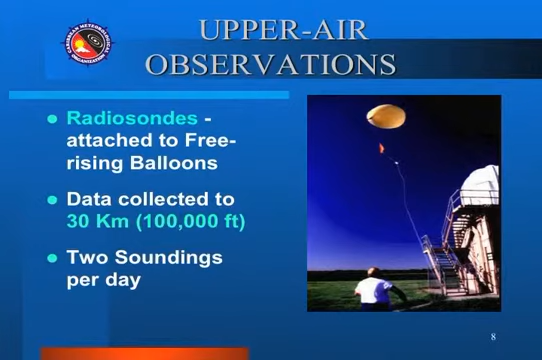 UPPER-AIR
OBSERVATIONS
Radiosondes -
attached to Free-
rising Balloons
Data collected to
30 Km (100,000 ft)
Two Soundings
per day
8